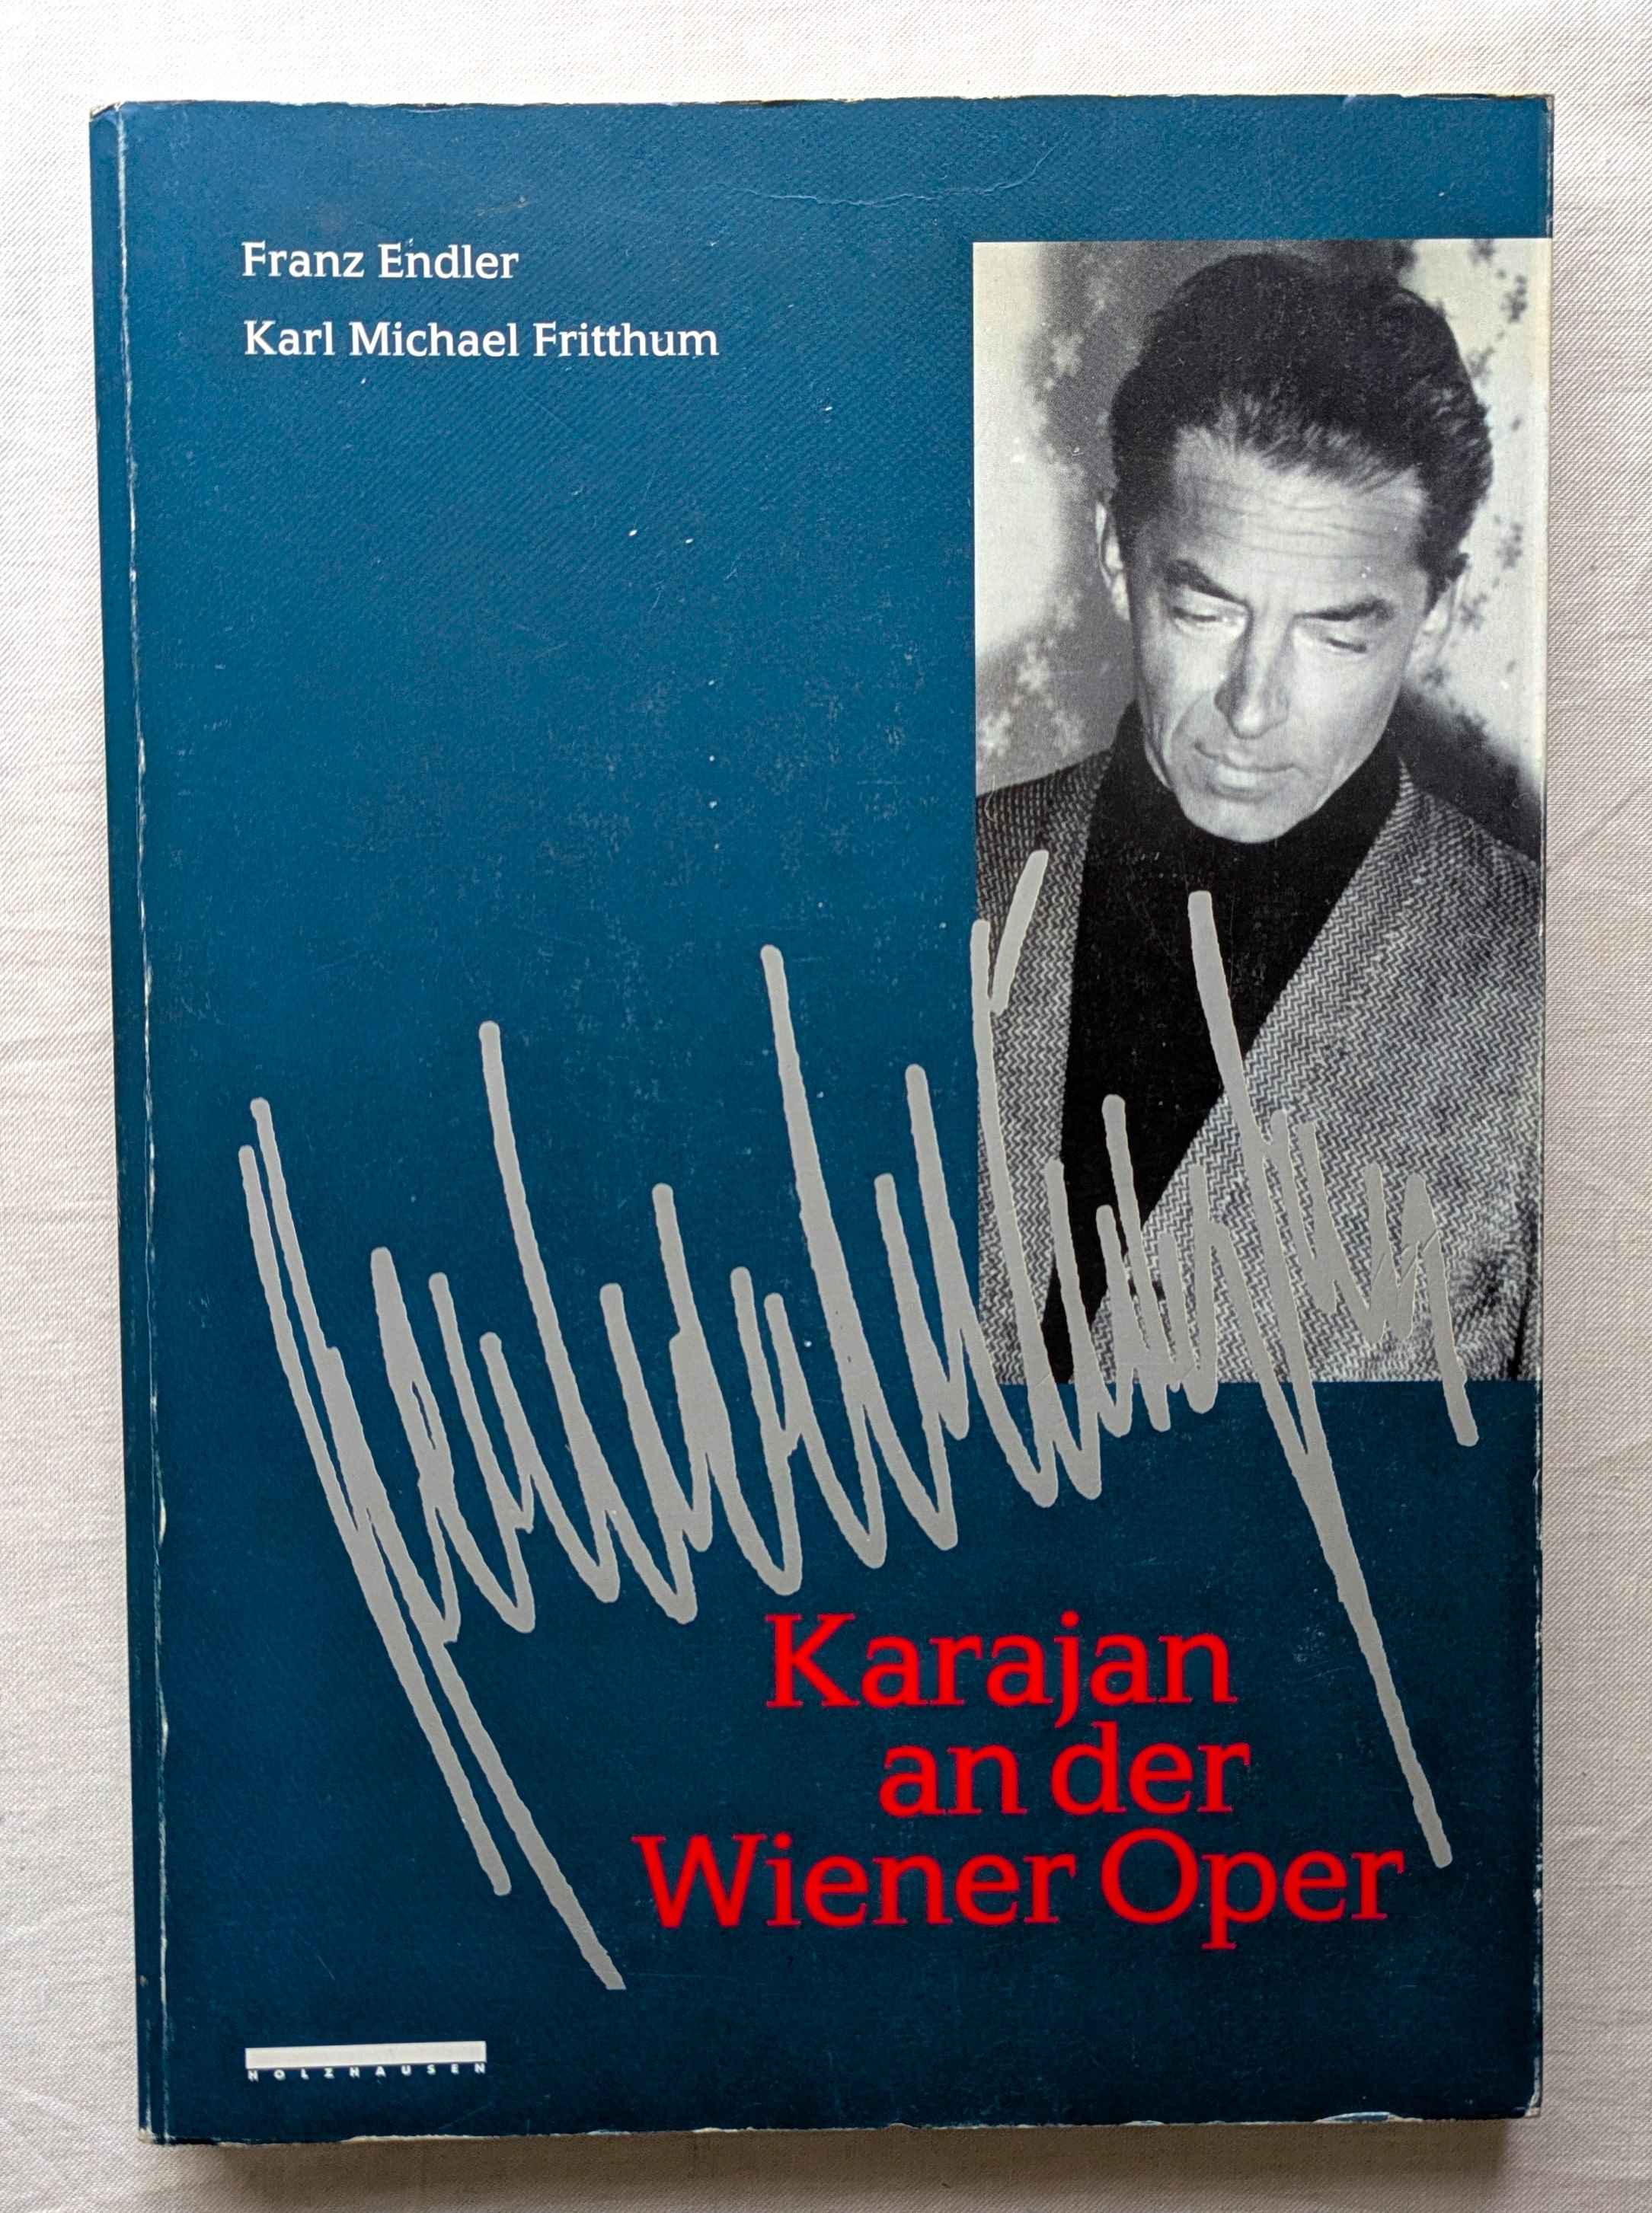 Franz Endler
Karl Michael Fritthum
Karajan
an der
Wiener Oper
HOLZHAUSEN